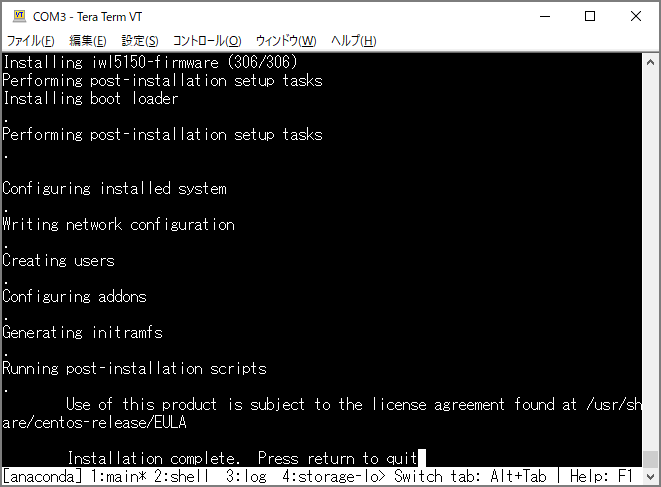 COM3 - Tera Term VT
ファイル(F) 編集(E) 設定(S) コントロール(O) ウィンドウ(W) ヘルプ(H)
Installing iwl5150-firmware (306/306)
Performing post-installation setup tasks
Installing boot loader
.
Performing post-installation setup tasks
.
Configuring installed system
.
Writing network configuration
.
Creating users
.
Configuring addons
.
Generating initramfs
.
Running post-installation scripts
.
Use of this product is subject to the license agreement found at /usr/sh
are/centos-release/EULA
Installation complete.  Press return to quit
[anaconda] 1:main* 2:shell  3:log  4:storage-lo> Switch tab: Alt+Tab | Help: F1